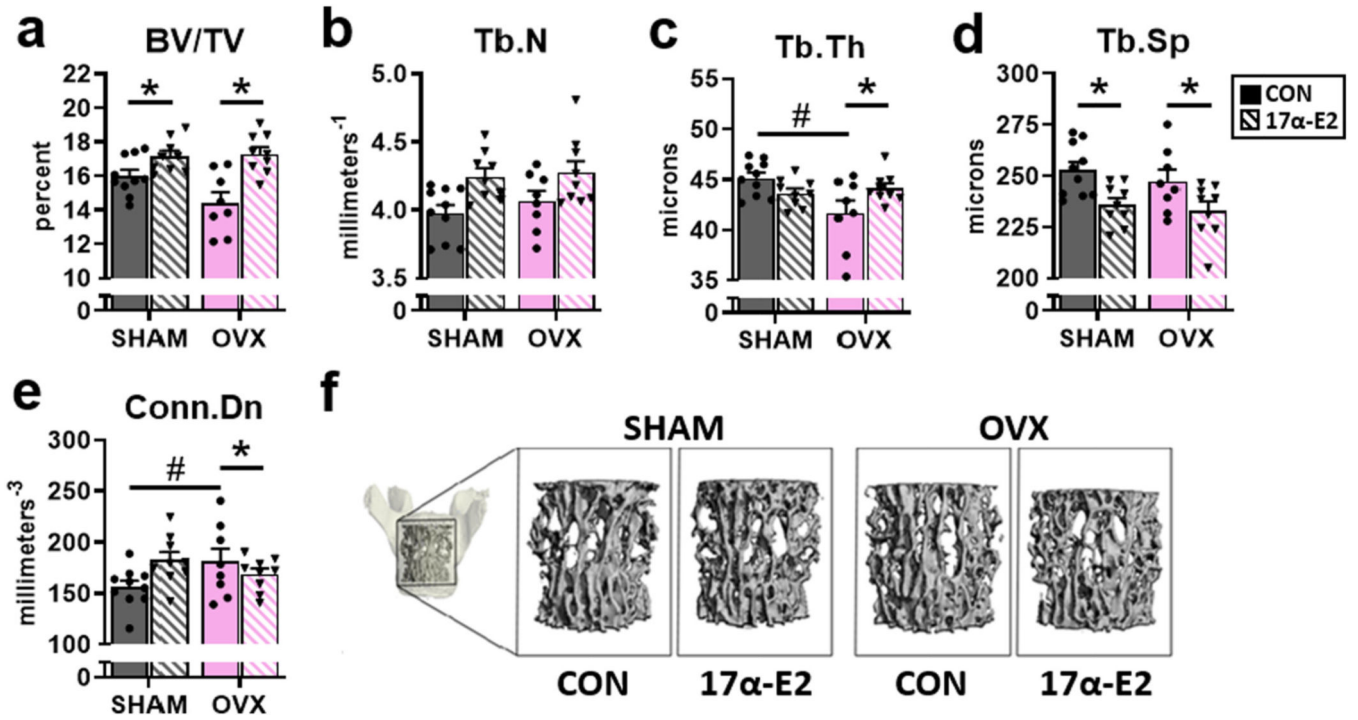 a
BV/TV
percent
22
20
18
16
14
12
10
0
*
*
SHAM
OVX
b
Tb.N
millimeters-1
5.0
4.5
4.0
3.5
0
SHAM
OVX
c
Tb.Th
microns
55
50
45
40
35
0
#
*
SHAM
OVX
d
Tb.Sp
microns
300
275
250
225
200
0
*
*
SHAM
OVX
CON
17α-E2
e
Conn.Dn
millimeters-3
300
250
200
150
100
0
#
*
SHAM
OVX
f
SHAM
OVX
CON
17α-E2
CON
17α-E2